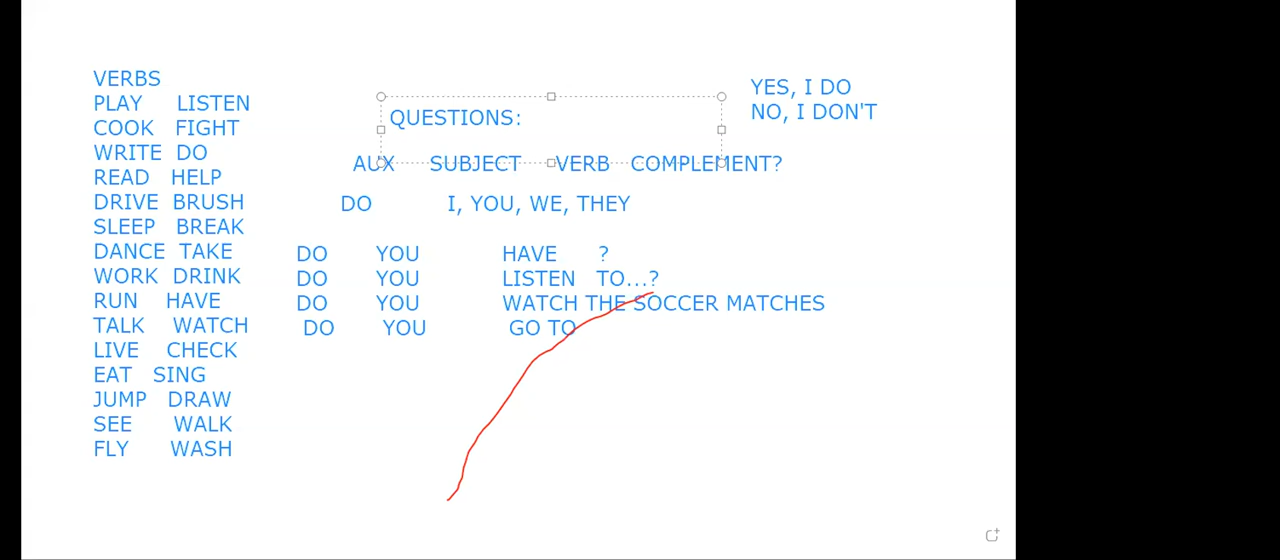 VERBS
PLAY LISTEN
COOK FIGHT
WRITE DO
READ HELP
DRIVE BRUSH
SLEEP BREAK
DANCE TAKE
WORK DRINK
RUN HAVE
TALK WATCH
LIVE CHECK
EAT SING
JUMP DRAW
SEE WALK
FLY WASH
QUESTIONS:
AUX SUBJECT VERB COMPLEMENT?
DO I, YOU, WE, THEY
DO YOU HAVE ?
DO YOU LISTEN TO...?
DO YOU WATCH THE SOCCER MATCHES
DO YOU GO TO
YES, I DO
NO, I DON'T